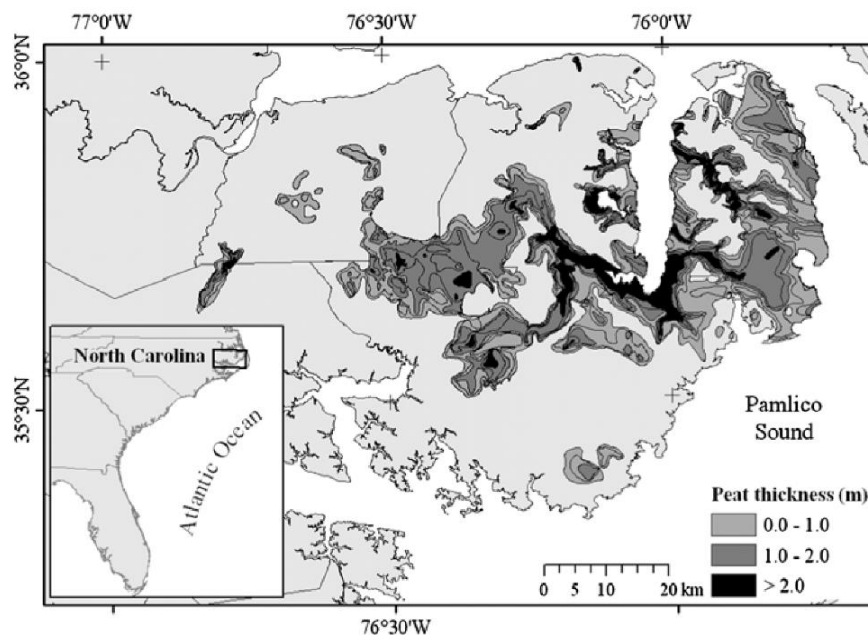 77°0'W
76°30'W
76°0'W
36°0'N
35°30'N
North Carolina
Atlantic Ocean
Pamlico
Sound
Peat thickness (m)
0.0 - 1.0
1.0 - 2.0
> 2.0
0 5 10 20 km
76°30'W